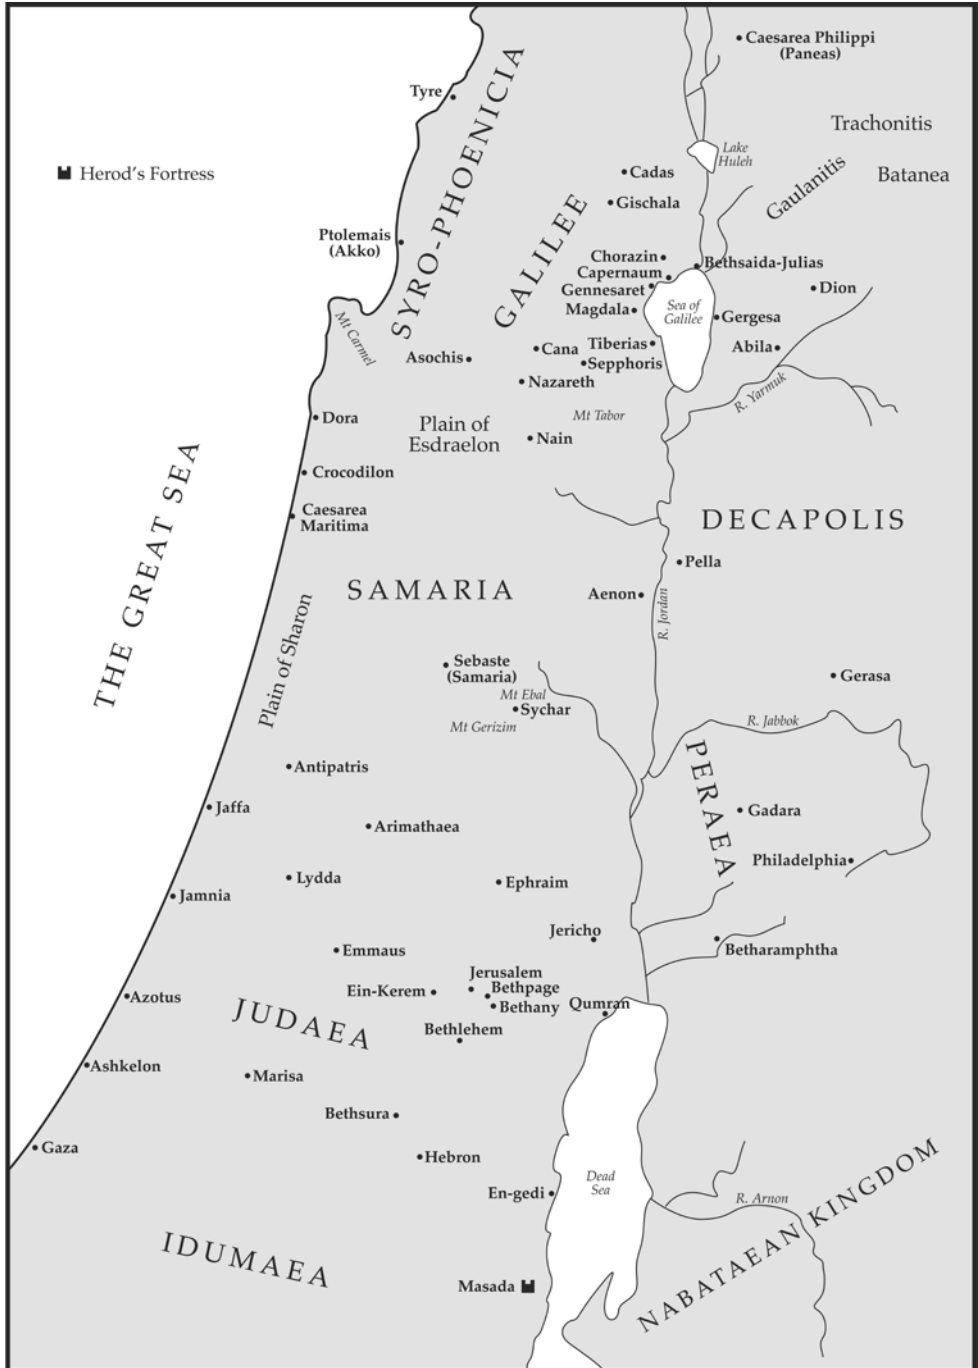 Caesarea Philippi
(Paneas)
Tyre
Trachonitis
Lake
Huleh
Herod's Fortress
Cadas
Gaulanitis
Batanea
SYRO-PHOENICIA
Gischala
GALILEE
Ptolemais
(Akko)
Chorazin
Bethsaida-Julias
Capernaum
Gennesaret
Dion
Magdala
Sea of
Galilee
Gergesa
Mt Carmel
Tiberias
Abila
Asochis
Cana
Sepphoris
Nazareth
R. Yarmuk
Dora
Plain of
Esdraelon
Mt Tabor
Nain
Crocodilon
THE GREAT SEA
Caesarea
Maritima
DECAPOLIS
Pella
SAMARIA
Aenon
R. Jordan
Plain of Sharon
Sebaste
(Samaria)
Gerasa
Mt Ebal
Sychar
Mt Gerizim
R. Jabbok
Antipatris
PERAEA
Jaffa
Gadara
Arimathaea
Philadelphia
Lydda
Ephraim
Jamnia
Jericho
Emmaus
Betharamphtha
Jerusalem
Ein-Kerem
Bethpage
Azotus
Bethany
Qumran
JUDAEA
Bethlehem
Ashkelon
Marisa
Bethsura
Gaza
Hebron
Dead
Sea
En-gedi
R. Arnon
NABATAEAN KINGDOM
IDUMAEA
Masada